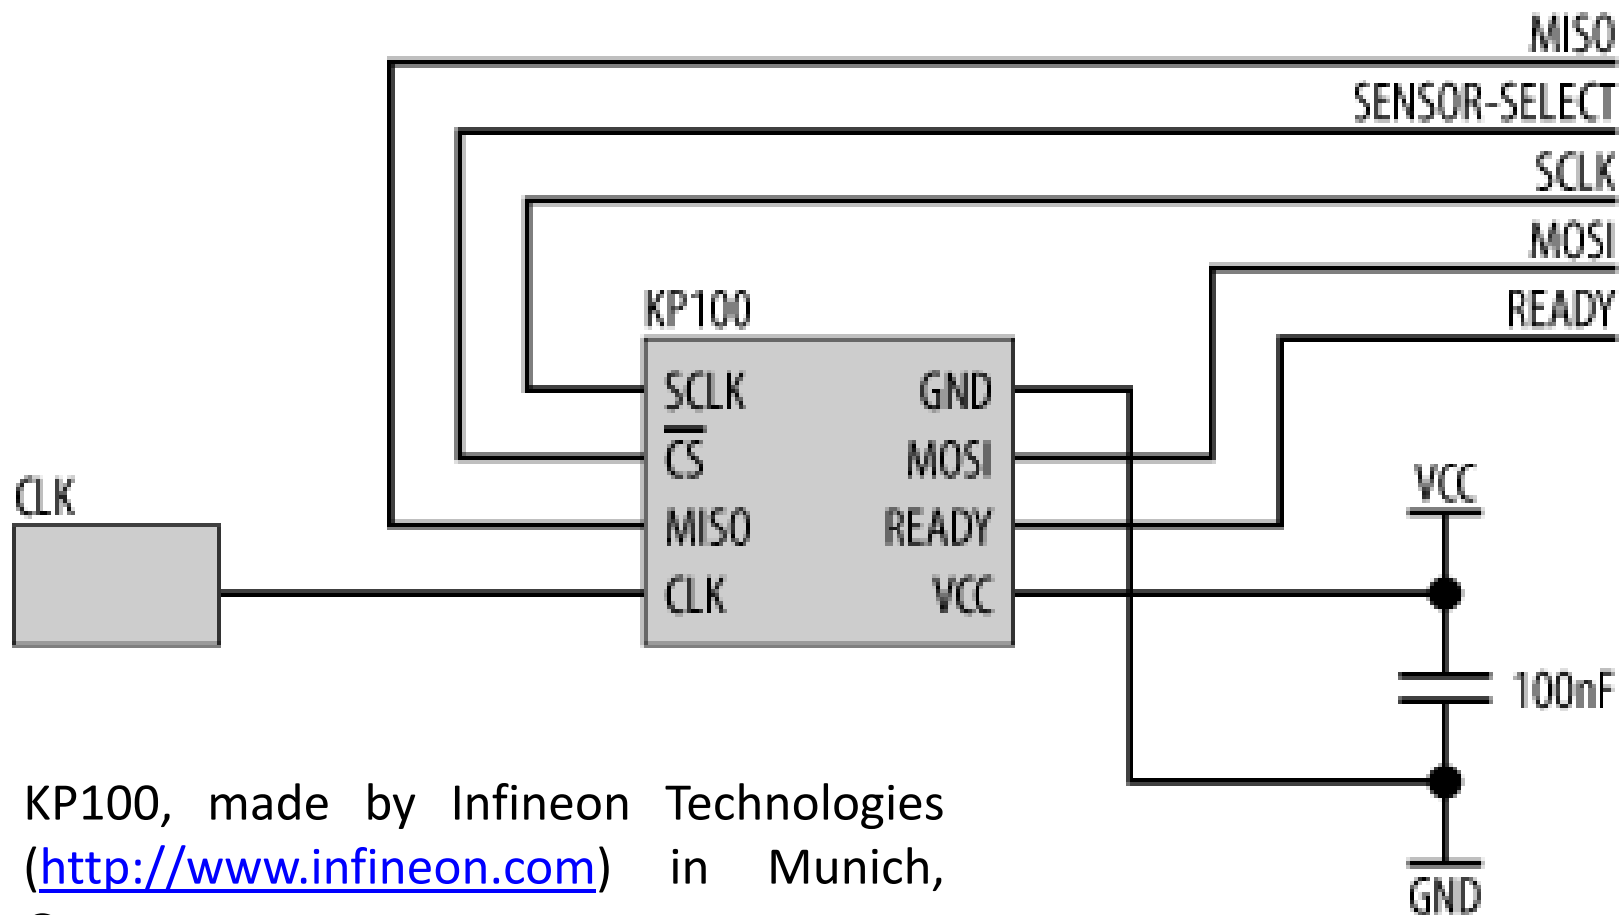 MISO
SENSOR-SELECT
SCLK
MOSI
READY
KP100
SCLK GND
CS MOSI
MISO READY
CLK VCC
CLK
VCC
100nF
GND
KP100, made by Infineon Technologies
(http://www.infineon.com) in Munich,